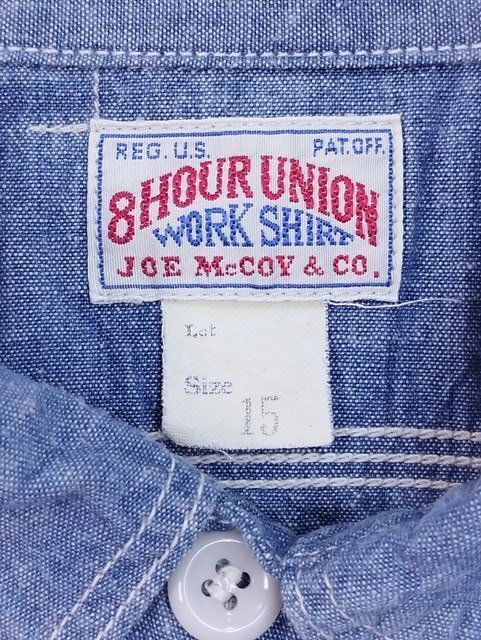 REG. U.S. PAT. OFF.
8 HOUR UNION
WORK SHIRT
JOE McCOY & CO.
Lot
Size
15